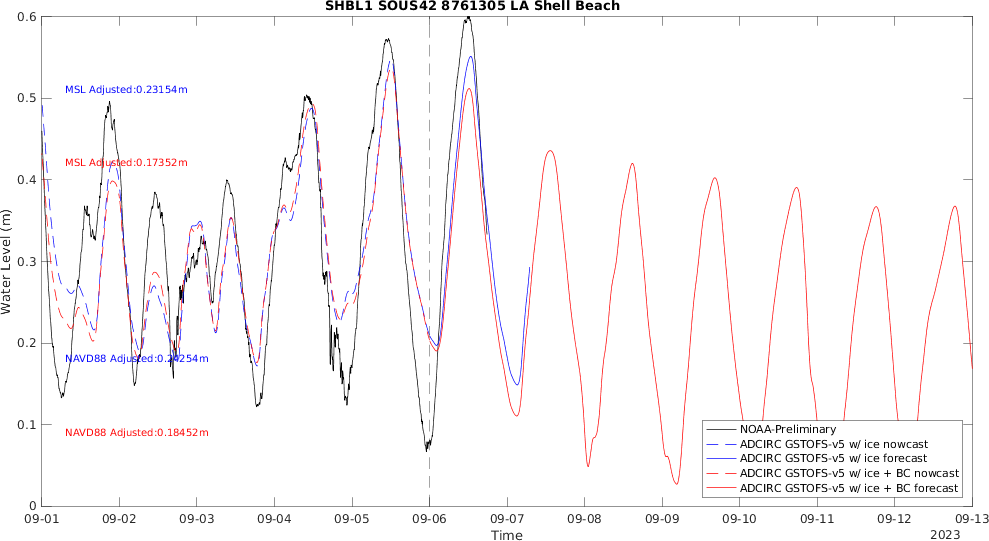 SHBL1 SOUS42 8761305 LA Shell Beach
0.6
0.5
0.4
0.3
0.2
0.1
0
Water Level (m)
MSL Adjusted:0.23154m
MSL Adjusted:0.17352m
NAVD88 Adjusted:0.24254m
NAVD88 Adjusted:0.18452m
NOAA-Preliminary
ADCIRC GSTOFS-v5 w/ ice nowcast
ADCIRC GSTOFS-v5 w/ ice forecast
ADCIRC GSTOFS-v5 w/ ice + BC nowcast
ADCIRC GSTOFS-v5 w/ ice + BC forecast
09-01 09-02 09-03 09-04 09-05 09-06 09-07 09-08 09-09 09-10 09-11 09-12 09-13
Time
2023